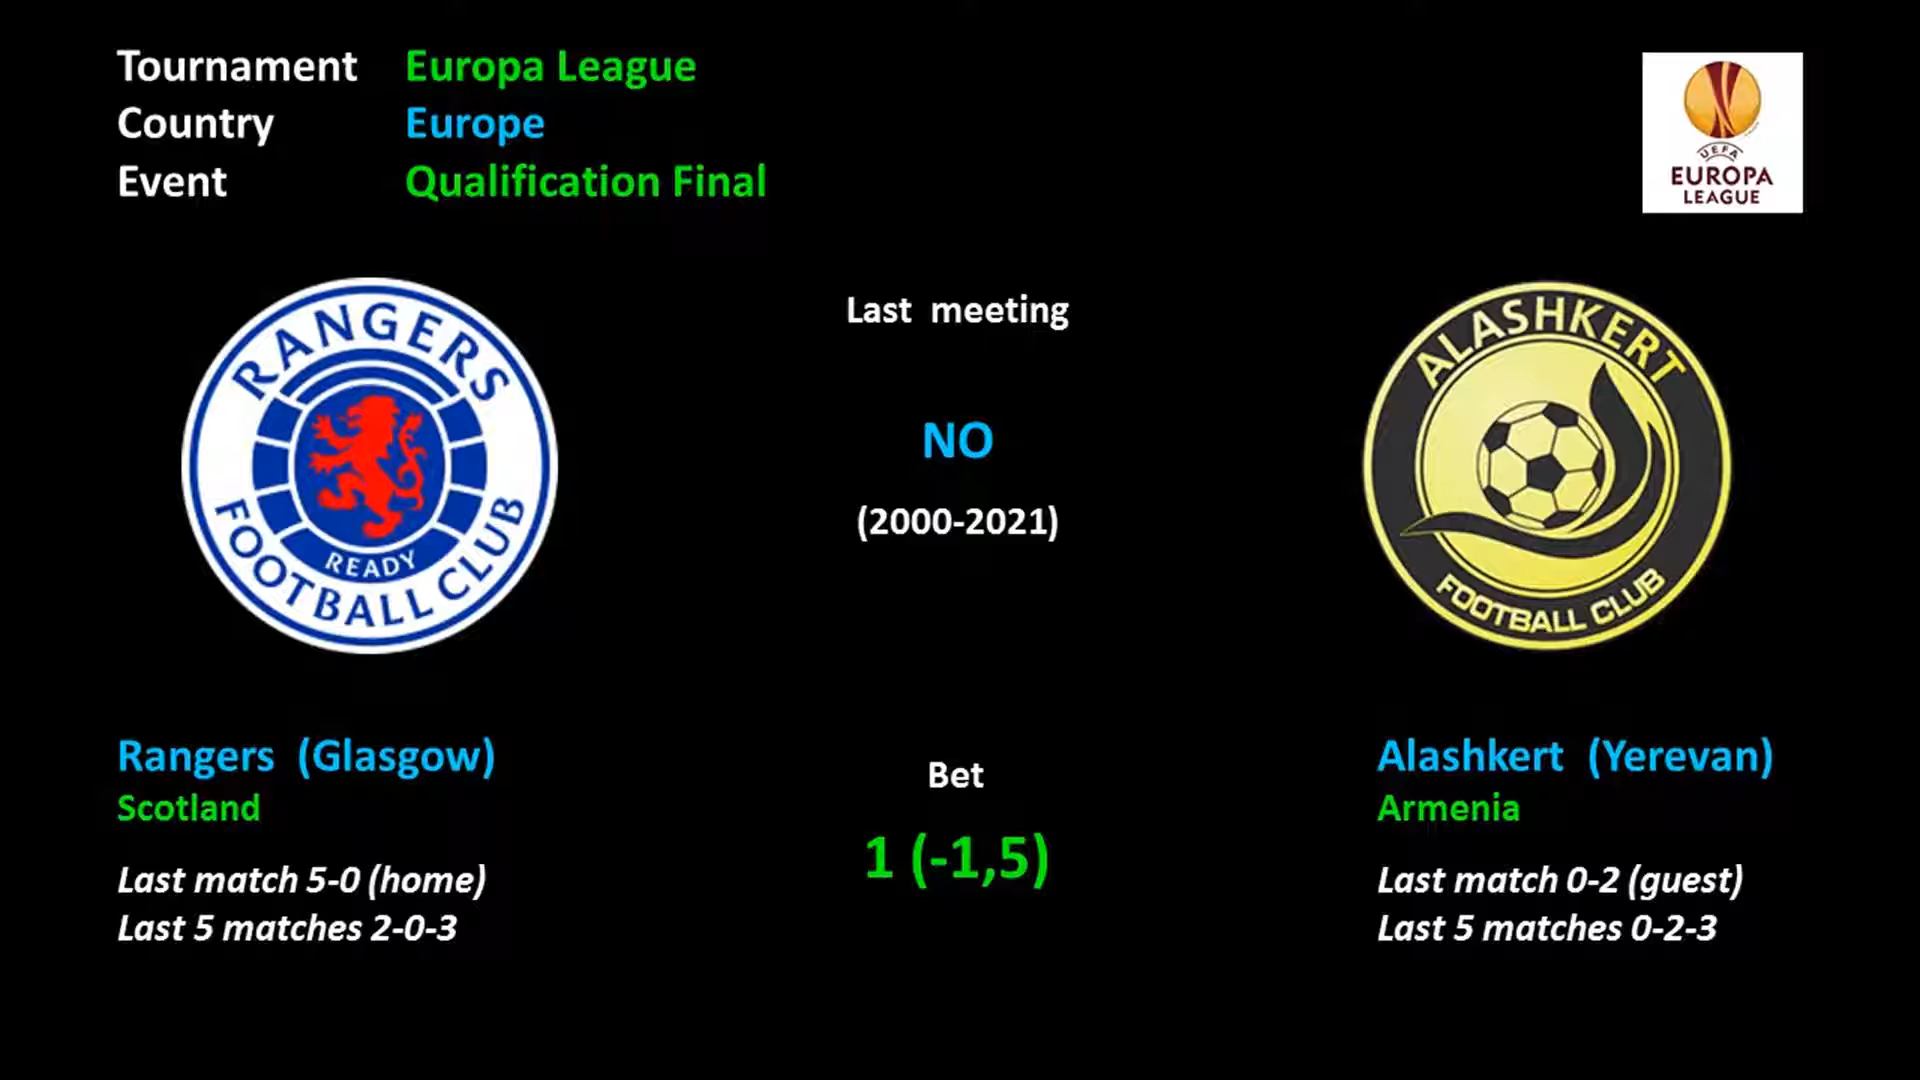 Tournament Europa League
Country Europe
Event Qualification Final
UEFA
EUROPA
LEAGUE
Last meeting
NO
(2000-2021)
RANGERS
READY
FOOTBALL CLUB
ALASHKERT
FOOTBALL CLUB
Rangers (Glasgow)
Scotland
Last match 5-0 (home)
Last 5 matches 2-0-3
Bet
1 (-1,5)
Alashkert (Yerevan)
Armenia
Last match 0-2 (guest)
Last 5 matches 0-2-3